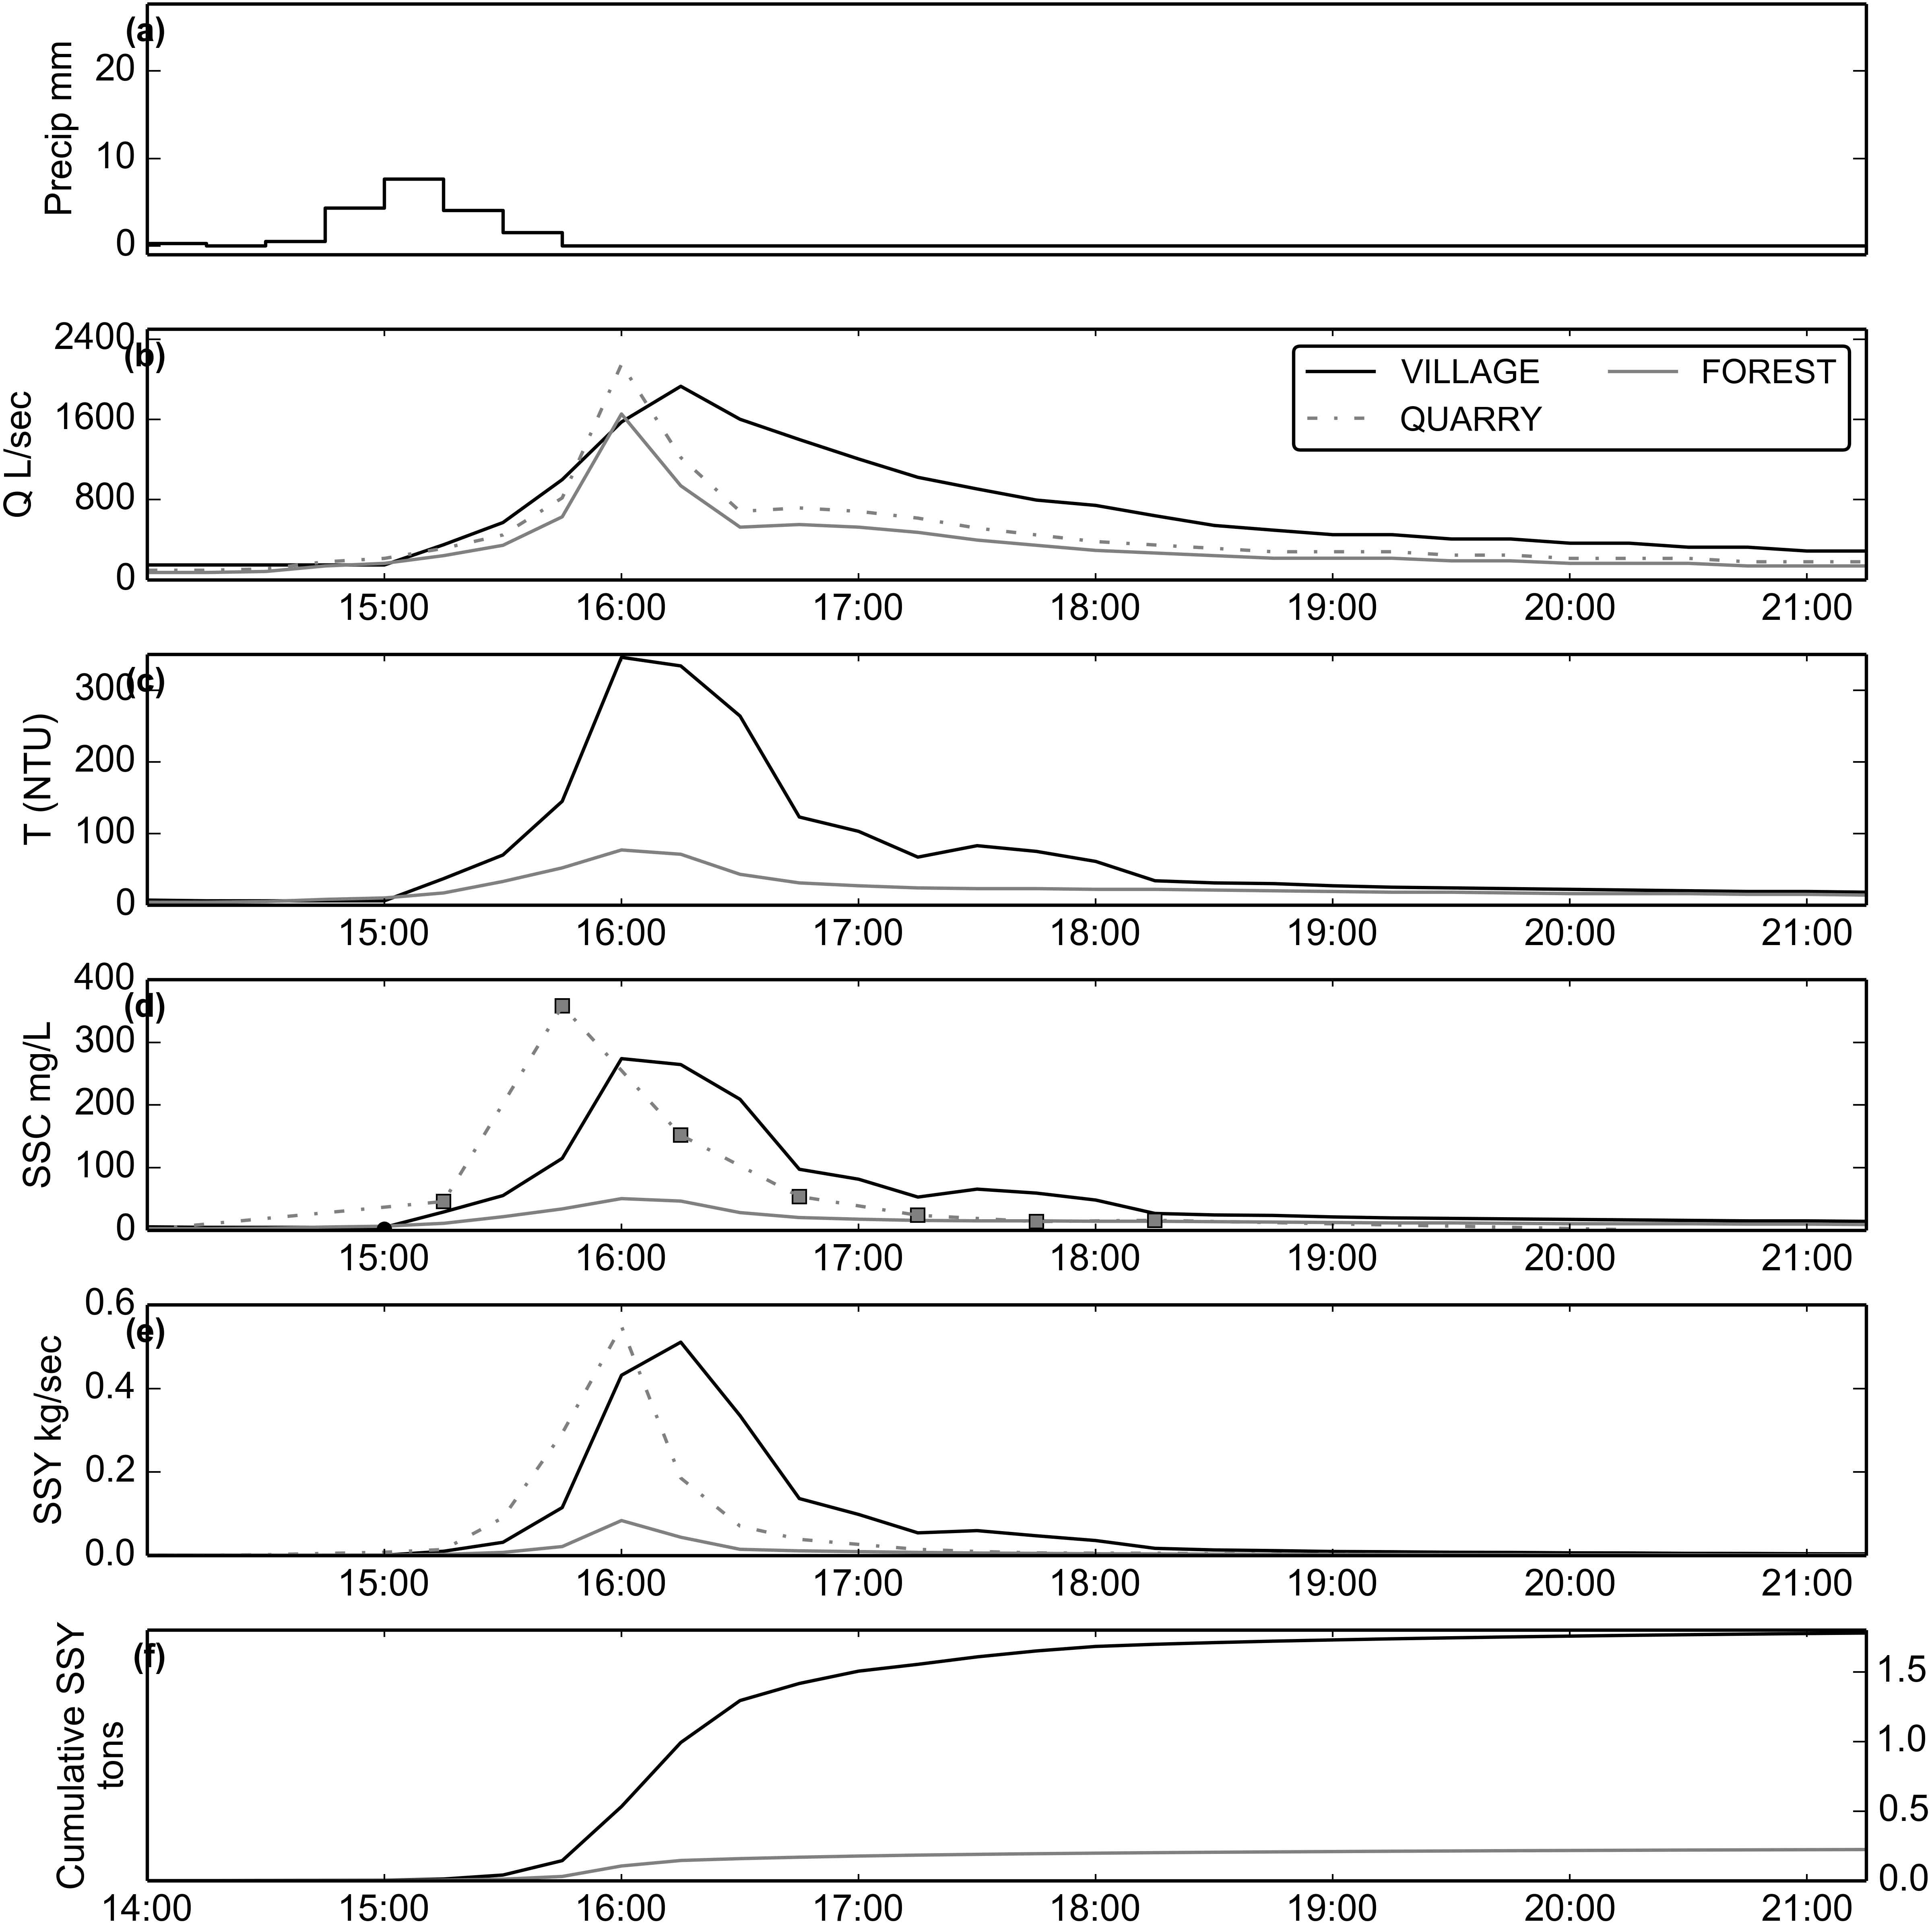 (a)
Precip mm
20
10
0
(b)
Q L/sec
2400
1600
800
0
VILLAGE FOREST
QUARRY
15:00 16:00 17:00 18:00 19:00 20:00 21:00
(c)
T (NTU)
300
200
100
0
15:00 16:00 17:00 18:00 19:00 20:00 21:00
(d)
SSC mg/L
400
300
200
100
0
15:00 16:00 17:00 18:00 19:00 20:00 21:00
(e)
SSY kg/sec
0.6
0.4
0.2
0.0
15:00 16:00 17:00 18:00 19:00 20:00 21:00
(f)
Cumulative SSY
tons
1.5
1.0
0.5
0.0
14:00 15:00 16:00 17:00 18:00 19:00 20:00 21:00